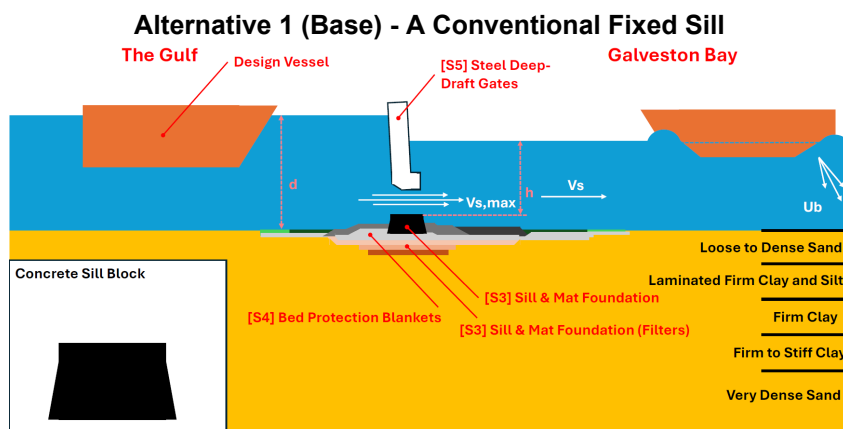 Alternative 1 (Base) - A Conventional Fixed Sill
The Gulf
Design Vessel
[S5] Steel Deep-
Draft Gates
Galveston Bay
d
h
Vs,max
Vs
Ub
Loose to Dense Sand
Laminated Firm Clay and Silt
Firm Clay
Firm to Stiff Clay
Very Dense Sand
[S3] Sill & Mat Foundation
[S4] Bed Protection Blankets
[S3] Sill & Mat Foundation (Filters)
Concrete Sill Block